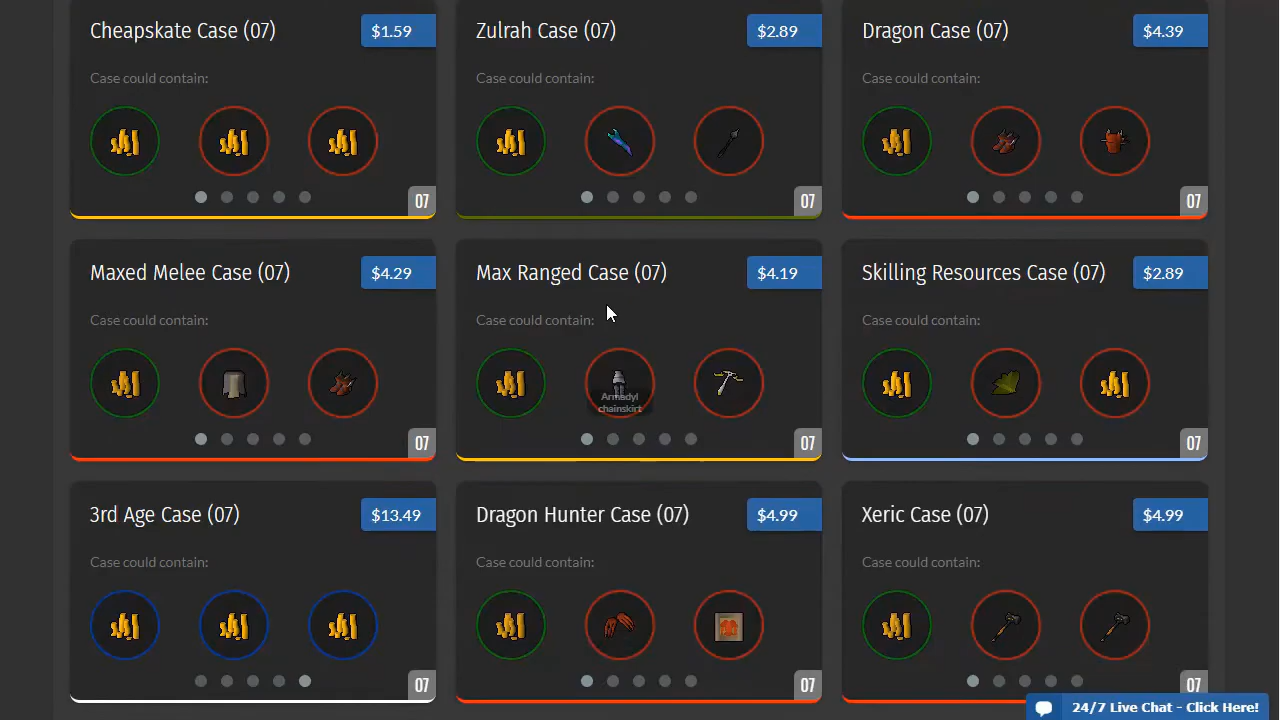 Cheapskate Case (07)
$1.59
Case could contain:
07
Zulrah Case (07)
$2.89
Case could contain:
07
Dragon Case (07)
$4.39
Case could contain:
07
Maxed Melee Case (07)
$4.29
Case could contain:
07
Max Ranged Case (07)
$4.19
Case could contain:
Armadyl
chainskirt
07
Skilling Resources Case (07)
$2.89
Case could contain:
07
3rd Age Case (07)
$13.49
Case could contain:
07
Dragon Hunter Case (07)
$4.99
Case could contain:
07
Xeric Case (07)
$4.99
Case could contain:
07
24/7 Live Chat - Click Here!